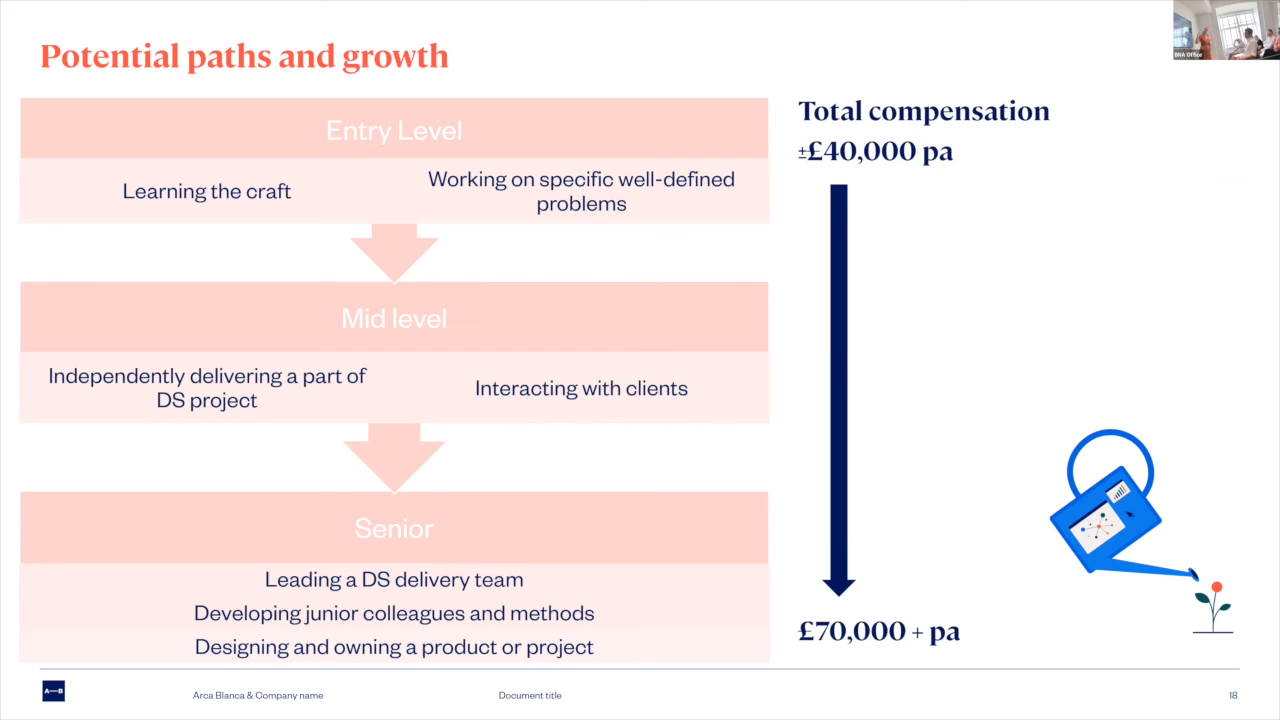 Potential paths and growth
BNA Office
Entry Level
Learning the craft
Working on specific well-defined
problems
Mid level
Independently delivering a part of
DS project
Interacting with clients
Senior
Leading a DS delivery team
Developing junior colleagues and methods
Designing and owning a product or project
Total compensation
±£40,000 pa
£70,000 + pa
A—B
Arca Blanca & Company name
Document title
18